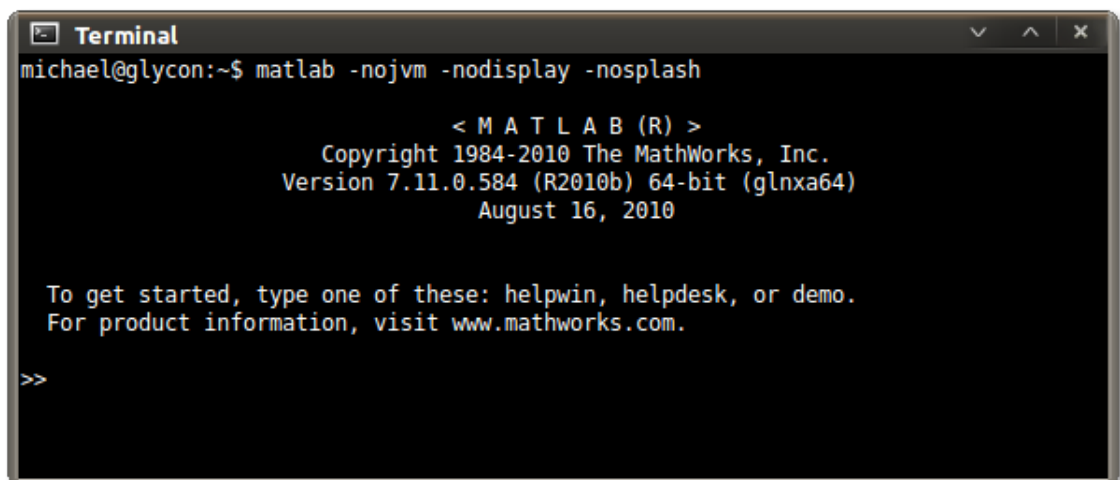 Terminal
michael@glycon:~$ matlab -nojvm -nodisplay -nosplash
< M A T L A B (R) >
Copyright 1984-2010 The MathWorks, Inc.
Version 7.11.0.584 (R2010b) 64-bit (glnxa64)
August 16, 2010
To get started, type one of these: helpwin, helpdesk, or demo.
For product information, visit www.mathworks.com.
>>